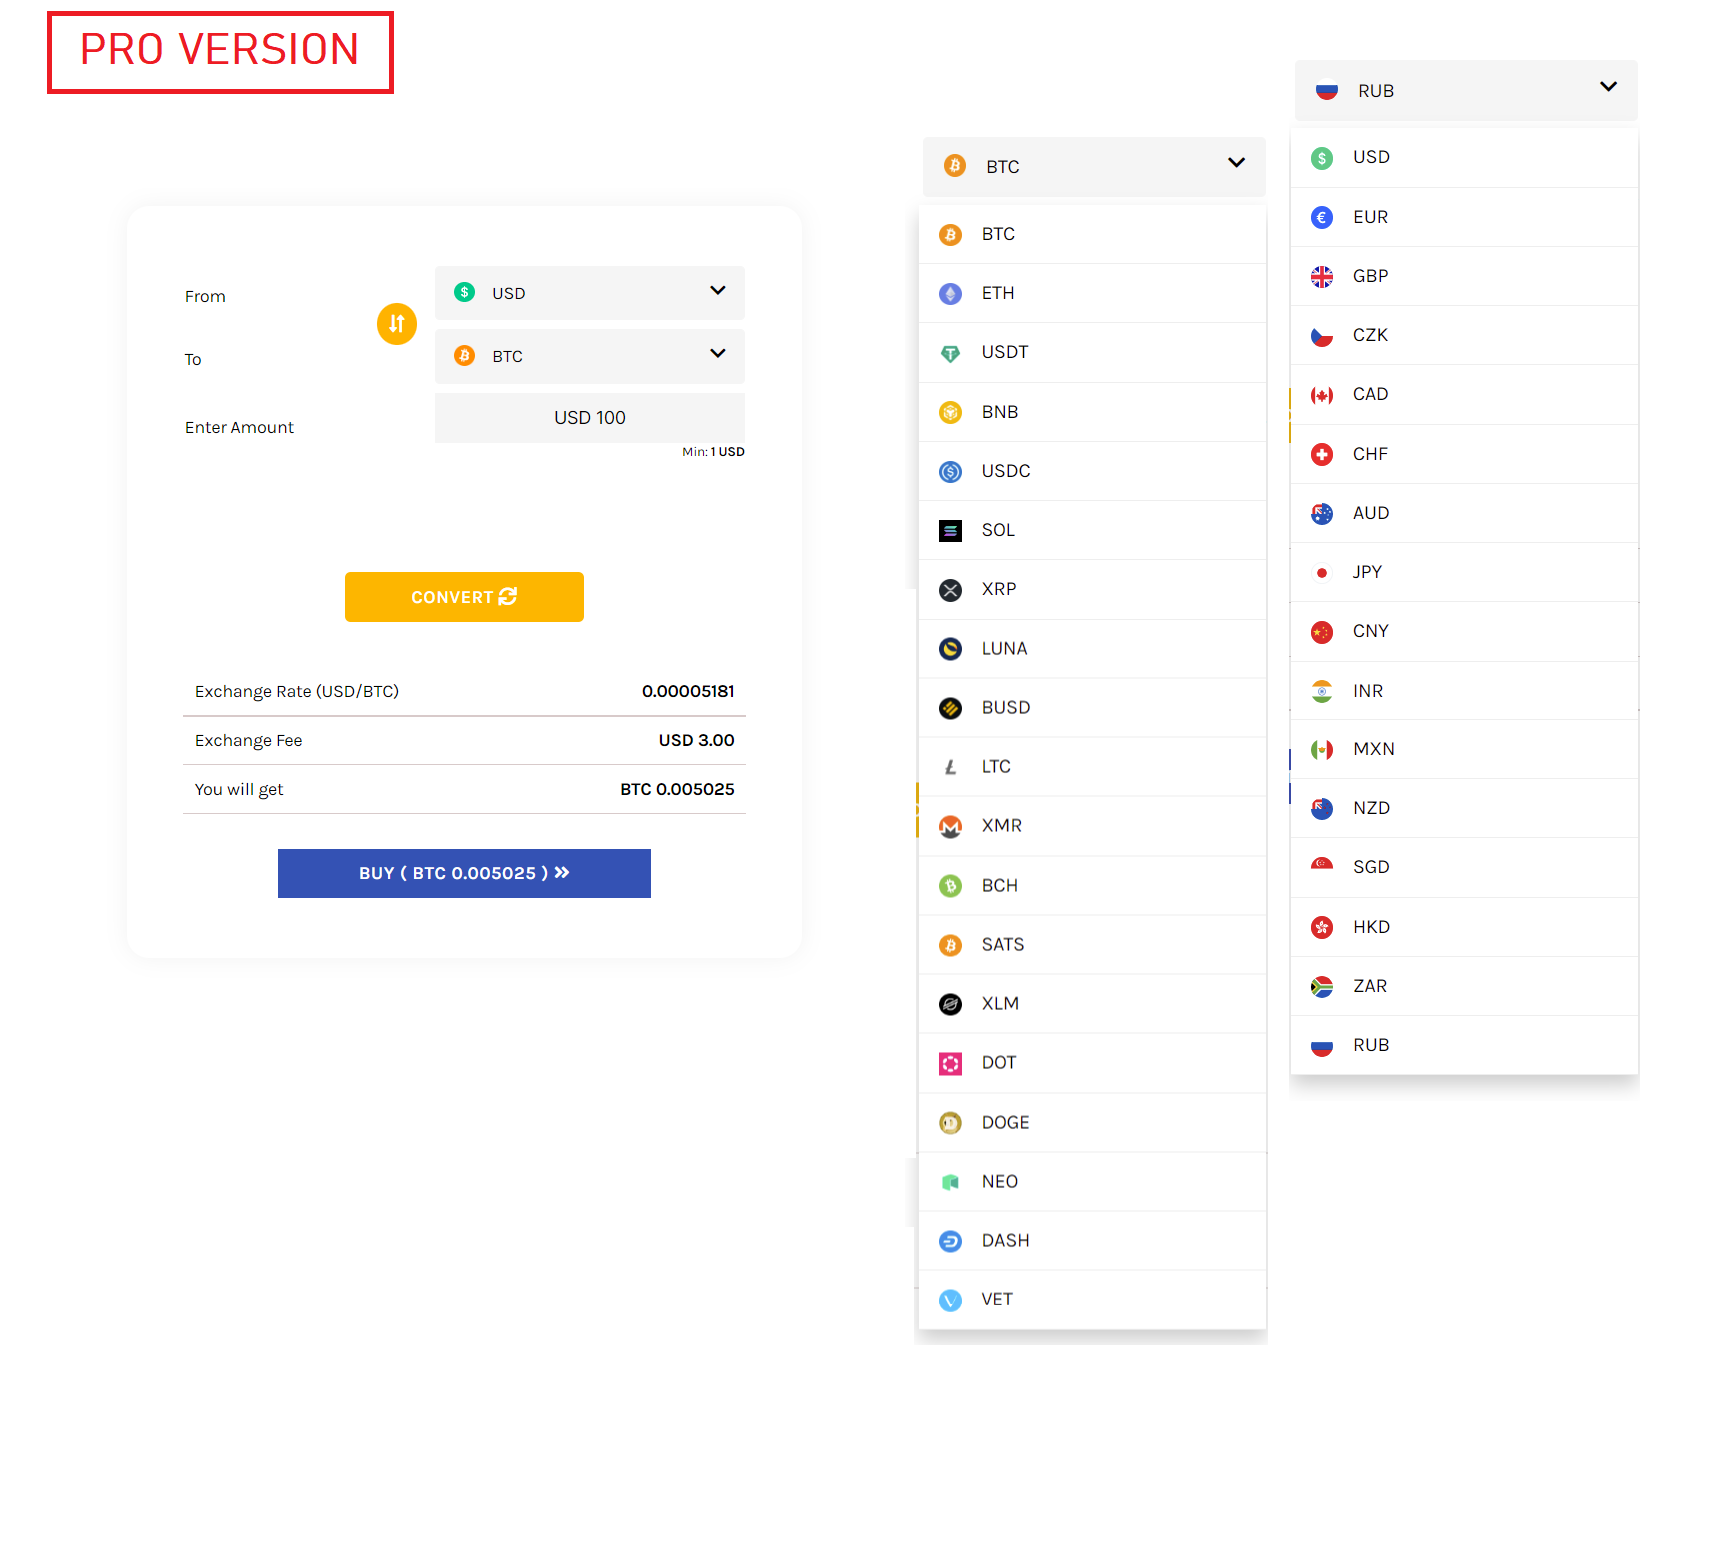 PRO VERSION
From
USD
To
BTC
Enter Amount
USD 100
Min: 1 USD
CONVERT
Exchange Rate (USD/BTC) 0.00005181
Exchange Fee USD 3.00
You will get BTC 0.005025
BUY ( BTC 0.005025 )
BTC
BTC
ETH
USDT
BNB
USDC
SOL
XRP
LUNA
BUSD
LTC
XMR
BCH
SATS
XLM
DOT
DOGE
NEO
DASH
VET
RUB
USD
EUR
GBP
CZK
CAD
CHF
AUD
JPY
CNY
INR
MXN
NZD
SGD
HKD
ZAR
RUB